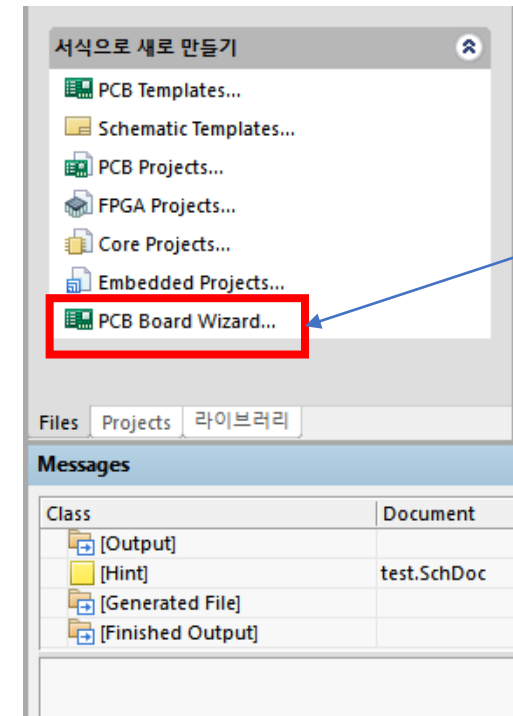 서식으로 새로 만들기
PCB Templates...
Schematic Templates...
PCB Projects...
FPGA Projects...
Core Projects...
Embedded Projects...
PCB Board Wizard...
Files Projects 라이브러리
Messages
Class Document
[Output]
[Hint] test.SchDoc
[Generated File]
[Finished Output]